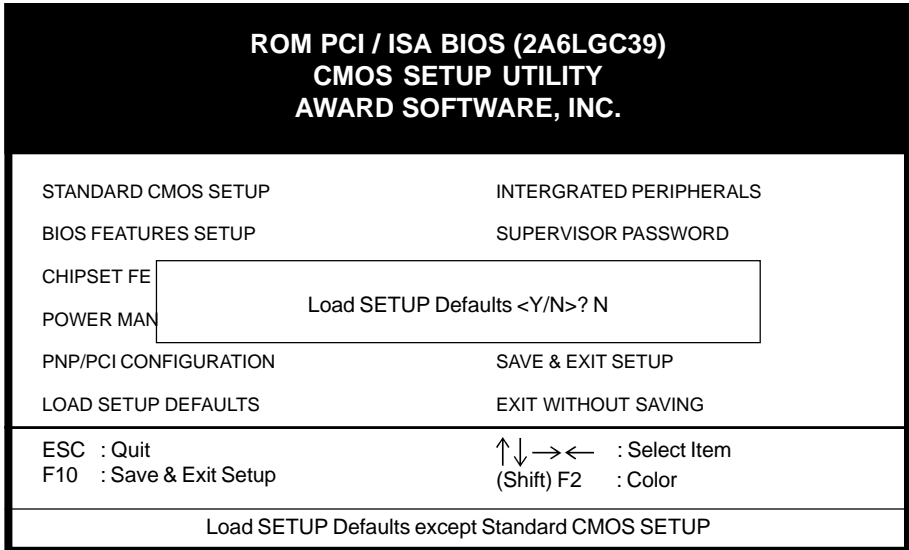 ROM PCI / ISA BIOS (2A6LGC39)
CMOS SETUP UTILITY
AWARD SOFTWARE, INC.
STANDARD CMOS SETUP
INTERGRATED PERIPHERALS
BIOS FEATURES SETUP
SUPERVISOR PASSWORD
CHIPSET FE
Load SETUP Defaults <Y/N>? N
POWER MAN
PNP/PCI CONFIGURATION
SAVE & EXIT SETUP
LOAD SETUP DEFAULTS
EXIT WITHOUT SAVING
ESC : Quit
↑↓→← : Select Item
F10 : Save & Exit Setup
(Shift) F2 : Color
Load SETUP Defaults except Standard CMOS SETUP